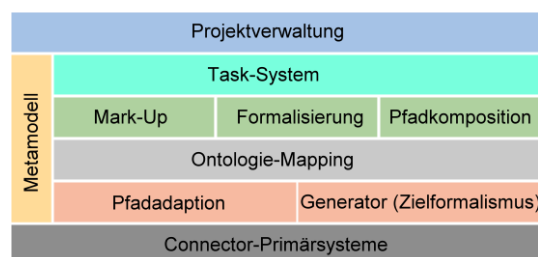 Projektverwaltung
Metamodell
Task-System
Mark-Up
Formalisierung
Pfadkomposition
Ontologie-Mapping
Pfadadaption
Generator (Zielformalismus)
Connector-Primärsysteme